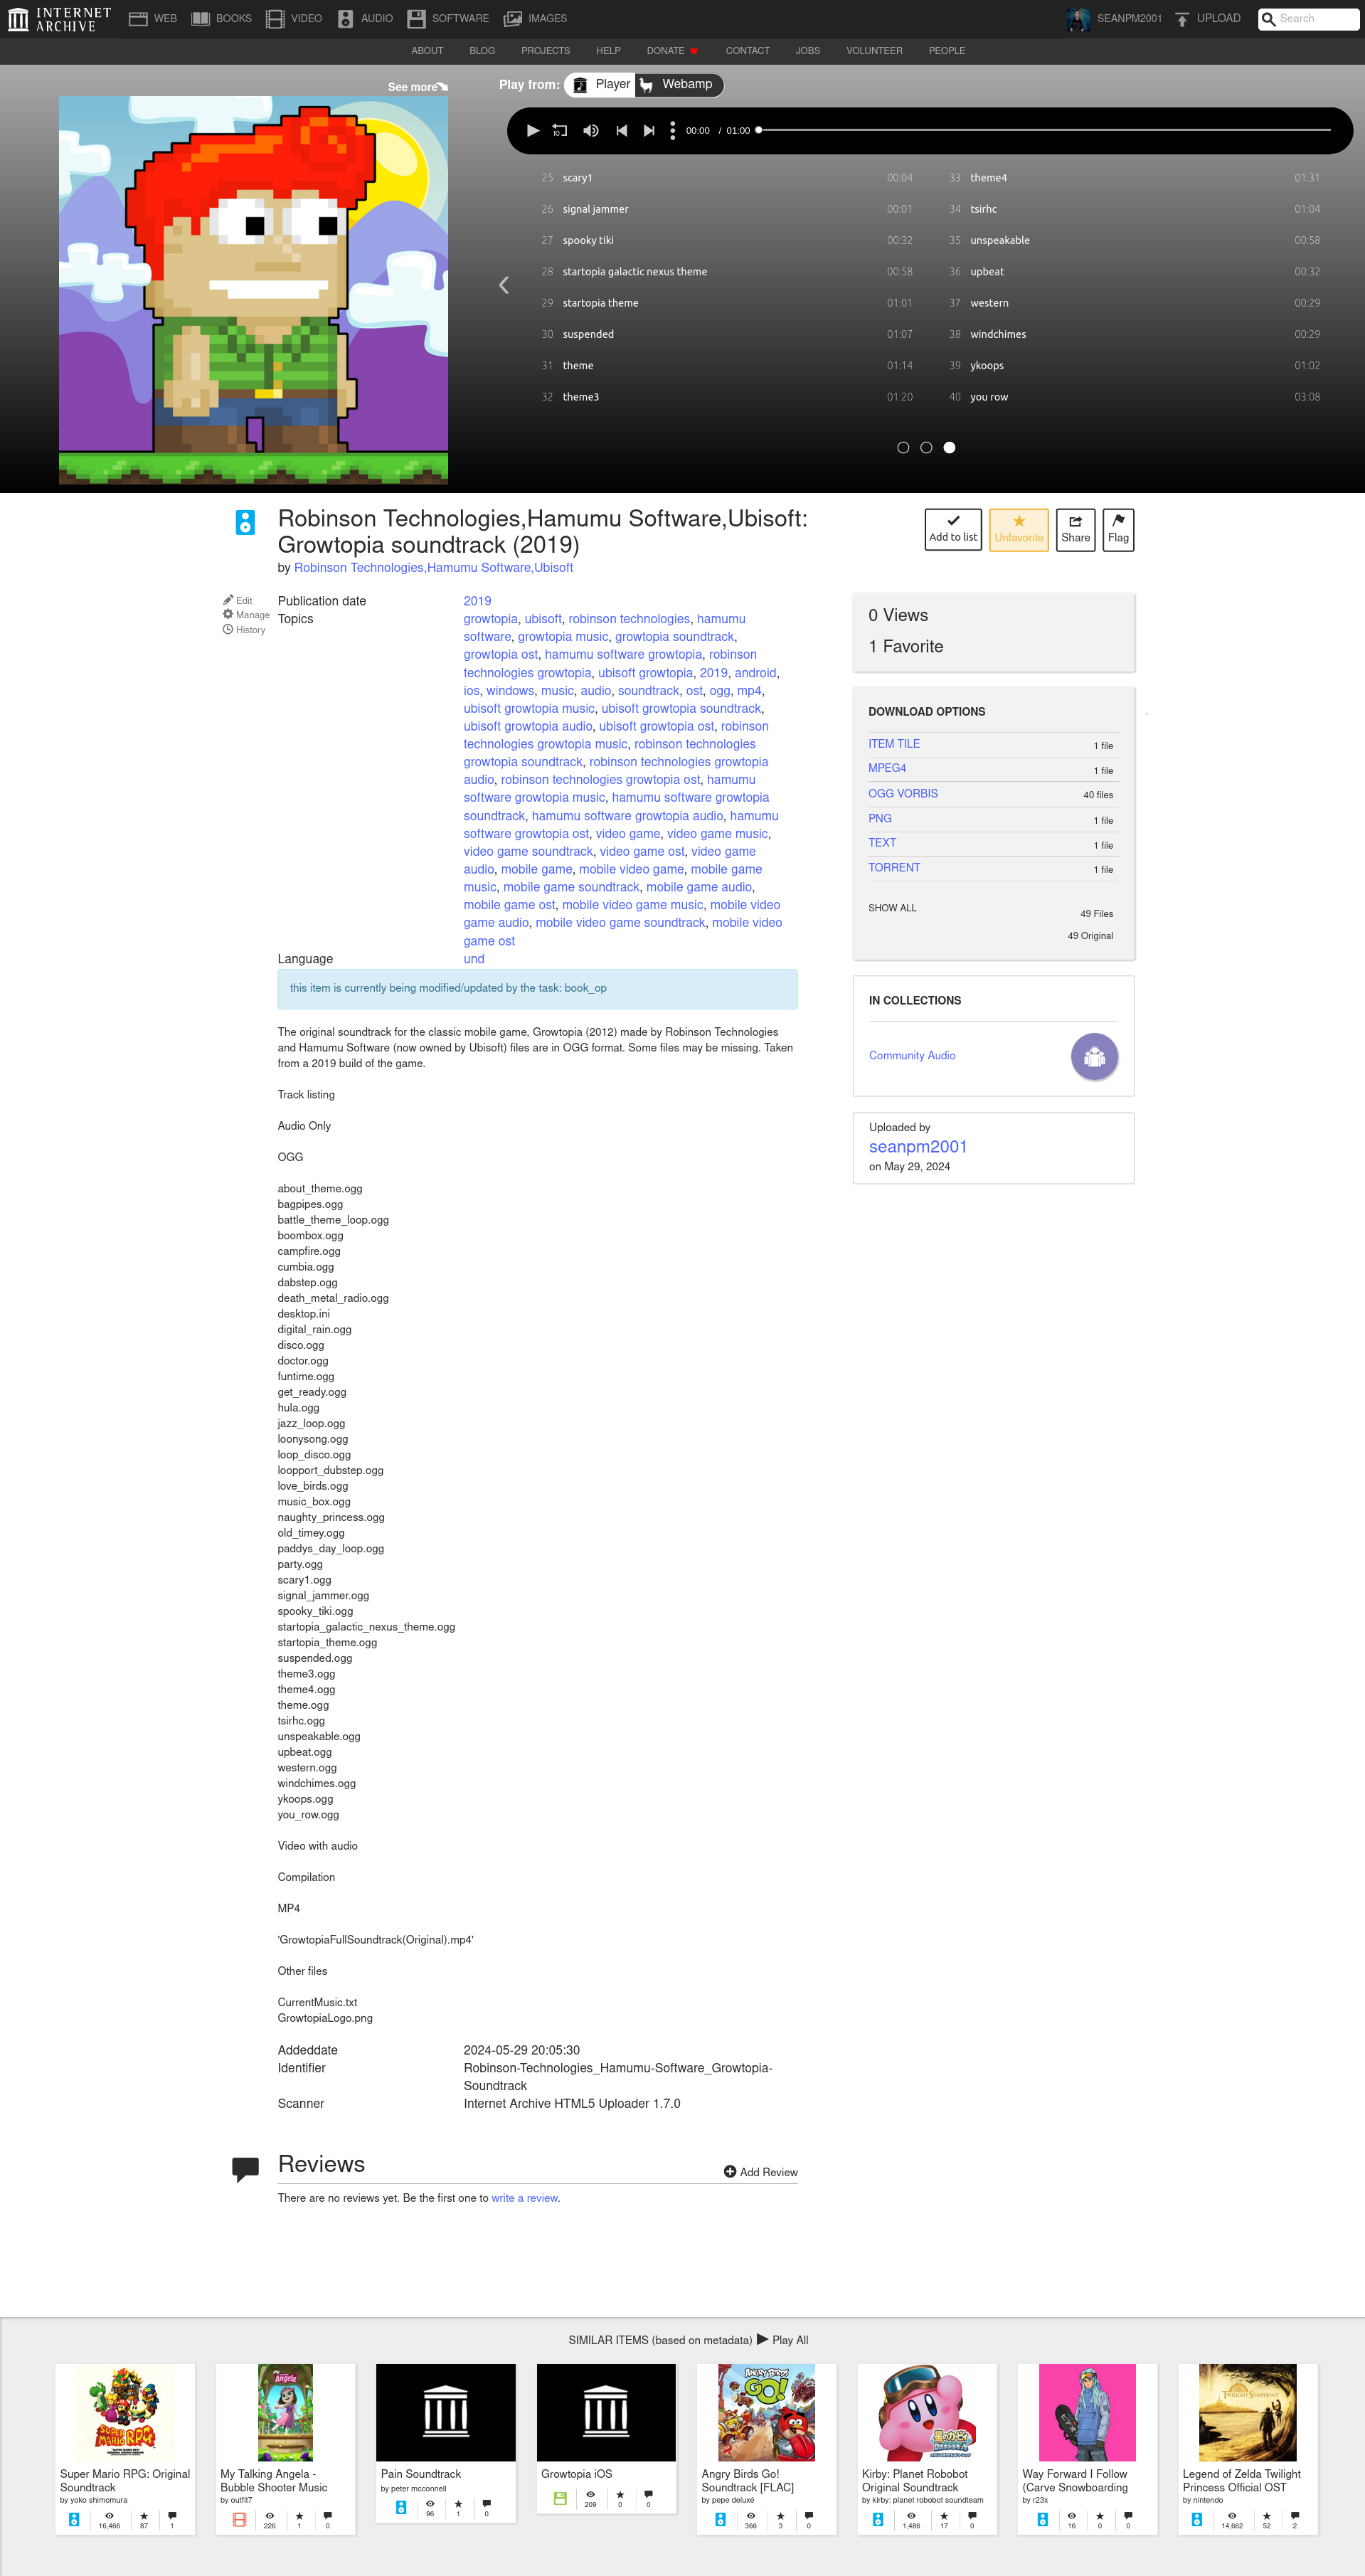 INTERNET ARCHIVE
WEB BOOKS VIDEO AUDIO SOFTWARE IMAGES SEANPM2001 UPLOAD Search
ABOUT BLOG PROJECTS HELP DONATE CONTACT JOBS VOLUNTEER PEOPLE
See more
Play from: Player Webamp
10 00:00 / 01:00
25 scary1 00:04
26 signal jammer 00:01
27 spooky tiki 00:32
28 startopia galactic nexus theme 00:58
29 startopia theme 01:01
30 suspended 01:07
31 theme 01:14
32 theme3 01:20
33 theme4 01:31
34 tsirhc 01:04
35 unspeakable 00:58
36 upbeat 00:32
37 western 00:29
38 windchimes 00:29
39 ykoops 01:02
40 you row 03:08
Robinson Technologies,Hamumu Software,Ubisoft:
Growtopia soundtrack (2019)
by Robinson Technologies,Hamumu Software,Ubisoft
Add to list Unfavorite Share Flag
Edit
Manage
History
Publication date 2019
Topics growtopia, ubisoft, robinson technologies, hamumu
software, growtopia music, growtopia soundtrack,
growtopia ost, hamumu software growtopia, robinson
technologies growtopia, ubisoft growtopia, 2019, android,
ios, windows, music, audio, soundtrack, ost, ogg, mp4,
ubisoft growtopia music, ubisoft growtopia soundtrack,
ubisoft growtopia audio, ubisoft growtopia ost, robinson
technologies growtopia music, robinson technologies
growtopia soundtrack, robinson technologies growtopia
audio, robinson technologies growtopia ost, hamumu
software growtopia music, hamumu software growtopia
soundtrack, hamumu software growtopia audio, hamumu
software growtopia ost, video game, video game music,
video game soundtrack, video game ost, video game
audio, mobile game, mobile video game, mobile game
music, mobile game soundtrack, mobile game audio,
mobile game ost, mobile video game music, mobile video
game audio, mobile video game soundtrack, mobile video
game ost
Language und
this item is currently being modified/updated by the task: book_op
The original soundtrack for the classic mobile game, Growtopia (2012) made by Robinson Technologies
and Hamumu Software (now owned by Ubisoft) files are in OGG format. Some files may be missing. Taken
from a 2019 build of the game.
Track listing
Audio Only
OGG
about_theme.ogg
bagpipes.ogg
battle_theme_loop.ogg
boombox.ogg
campfire.ogg
cumbia.ogg
dabstep.ogg
death_metal_radio.ogg
desktop.ini
digital_rain.ogg
disco.ogg
doctor.ogg
funtime.ogg
get_ready.ogg
hula.ogg
jazz_loop.ogg
loonysong.ogg
loop_disco.ogg
loopport_dubstep.ogg
love_birds.ogg
music_box.ogg
naughty_princess.ogg
old_timey.ogg
paddys_day_loop.ogg
party.ogg
scary1.ogg
signal_jammer.ogg
spooky_tiki.ogg
startopia_galactic_nexus_theme.ogg
startopia_theme.ogg
suspended.ogg
theme3.ogg
theme4.ogg
theme.ogg
tsirhc.ogg
unspeakable.ogg
upbeat.ogg
western.ogg
windchimes.ogg
ykoops.ogg
you_row.ogg
Video with audio
Compilation
MP4
'GrowtopiaFullSoundtrack(Original).mp4'
Other files
CurrentMusic.txt
GrowtopiaLogo.png
Addeddate 2024-05-29 20:05:30
Identifier Robinson-Technologies_Hamumu-Software_Growtopia-
Soundtrack
Scanner Internet Archive HTML5 Uploader 1.7.0
0 Views
1 Favorite
DOWNLOAD OPTIONS
ITEM TILE 1 file
MPEG4 1 file
OGG VORBIS 40 files
PNG 1 file
TEXT 1 file
TORRENT 1 file
SHOW ALL 49 Files
49 Original
IN COLLECTIONS
Community Audio
Uploaded by
seanpm2001
on May 29, 2024
Reviews
Add Review
There are no reviews yet. Be the first one to write a review.
SIMILAR ITEMS (based on metadata) Play All
SUPER MARIO RPG
Super Mario RPG: Original
Soundtrack
by yoko shimomura
16,466 87 1
Angela
My Talking Angela -
Bubble Shooter Music
by outfit7
226 1 0
Pain Soundtrack
by peter mcconnell
96 1 0
Growtopia iOS
209 0 0
ANGRY BIRDS
GO!
Angry Birds Go!
Soundtrack [FLAC]
by pepe deluxé
366 3 0
Kirby: Planet Robobot
Original Soundtrack
by kirby: planet robobot soundteam
1,486 17 0
Way Forward I Follow
(Carve Snowboarding
by r23x
16 0 0
TWILIGHT SYMPHONY
Legend of Zelda Twilight
Princess Official OST
by nintendo
14,662 52 2